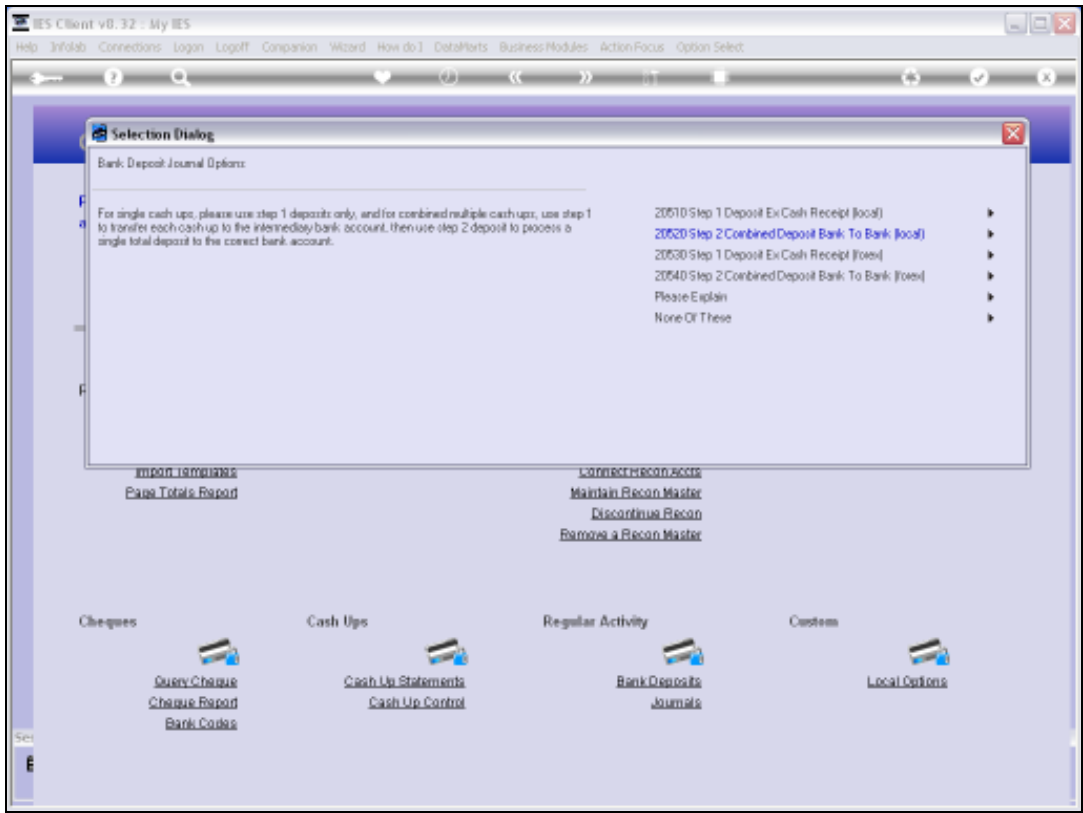 IES Client v8.32 : My IES
Help Infolab Connections Logon Logoff Companion Wizard How do I DataMarts Business Modules Action Focus Option Select
Selection Dialog
Bank Deposit Journal Options:
For single cash ups, please use step 1 deposits only, and for combined multiple cash ups, use step 1
to transfer each cash up to the intermediary bank account, then use step 2 deposit to process a
single total deposit to the correct bank account.
20510 Step 1 Deposit Ex Cash Receipt (local)
20520 Step 2 Combined Deposit Bank To Bank (local)
20530 Step 1 Deposit Ex Cash Receipt (forex)
20540 Step 2 Combined Deposit Bank To Bank (forex)
Please Explain
None Of These
Import Templates
Page Totals Report
Connect Recon Accts
Maintain Recon Master
Discontinue Recon
Remove a Recon Master
Cheques
Query Cheque
Cheque Report
Bank Codes
Cash Ups
Cash Up Statements
Cash Up Control
Regular Activity
Bank Deposits
Journals
Custom
Local Options
Ses